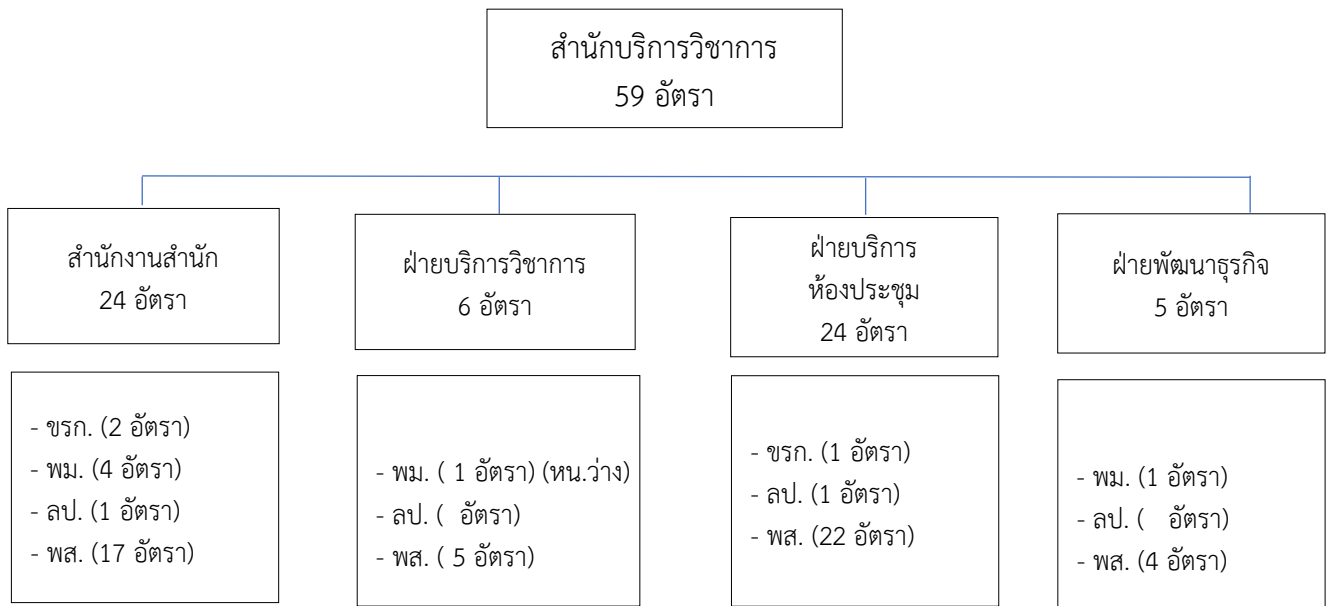 สำนักบริการวิชาการ
59 อัตรา
สำนักงานสำนัก
24 อัตรา
ฝ่ายบริการวิชาการ
6 อัตรา
ฝ่ายบริการ
ห้องประชุม
24 อัตรา
ฝ่ายพัฒนาธุรกิจ
5 อัตรา
- ขรก. (2 อัตรา)
- พม. (4 อัตรา)
- ลป. (1 อัตรา)
- พส. (17 อัตรา)
- พม. ( 1 อัตรา) (หน.ว่าง)
- ลป. (  อัตรา)
- พส. ( 5 อัตรา)
- ขรก. (1 อัตรา)
- ลป. (1 อัตรา)
- พส. (22 อัตรา)
- พม. (1 อัตรา)
- ลป. (   อัตรา)
- พส. (4 อัตรา)